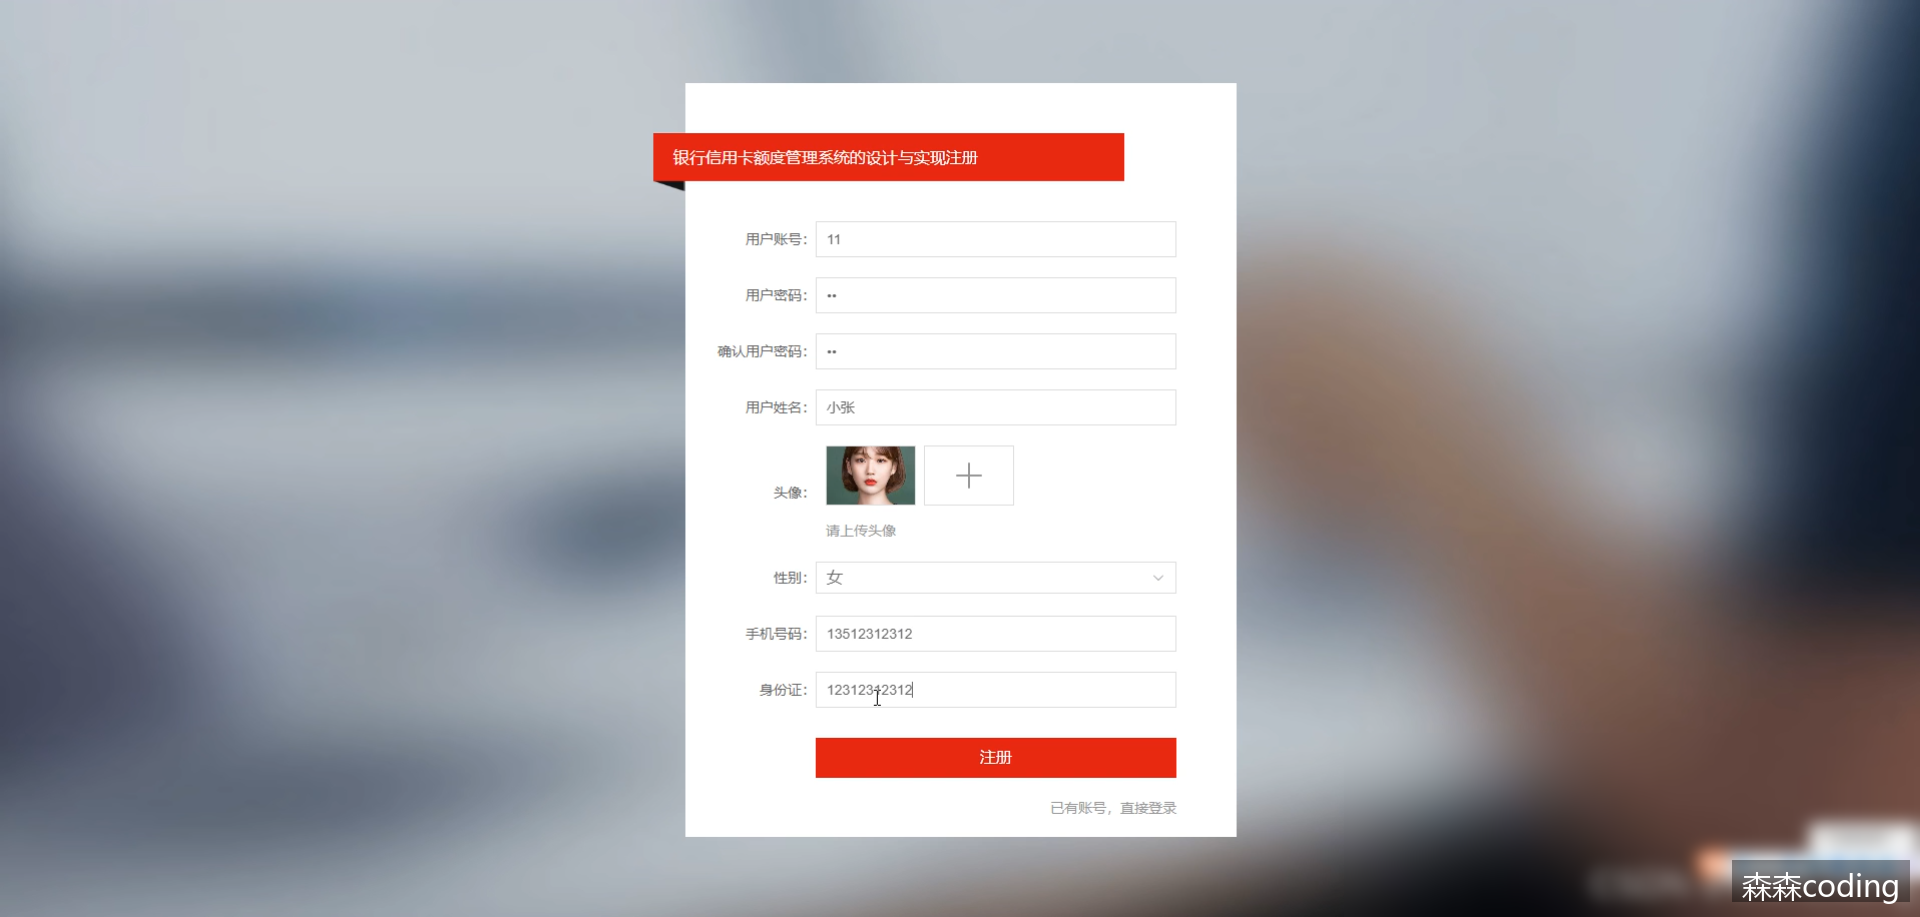 银行信用卡额度管理系统的设计与实现注册
用户账号： 11
用户密码： ••
确认用户密码： ••
用户姓名： 小张
头像：
请上传头像
性别： 女
手机号码： 13512312312
身份证： 12312312312
注册
已有账号，直接登录
森森coding